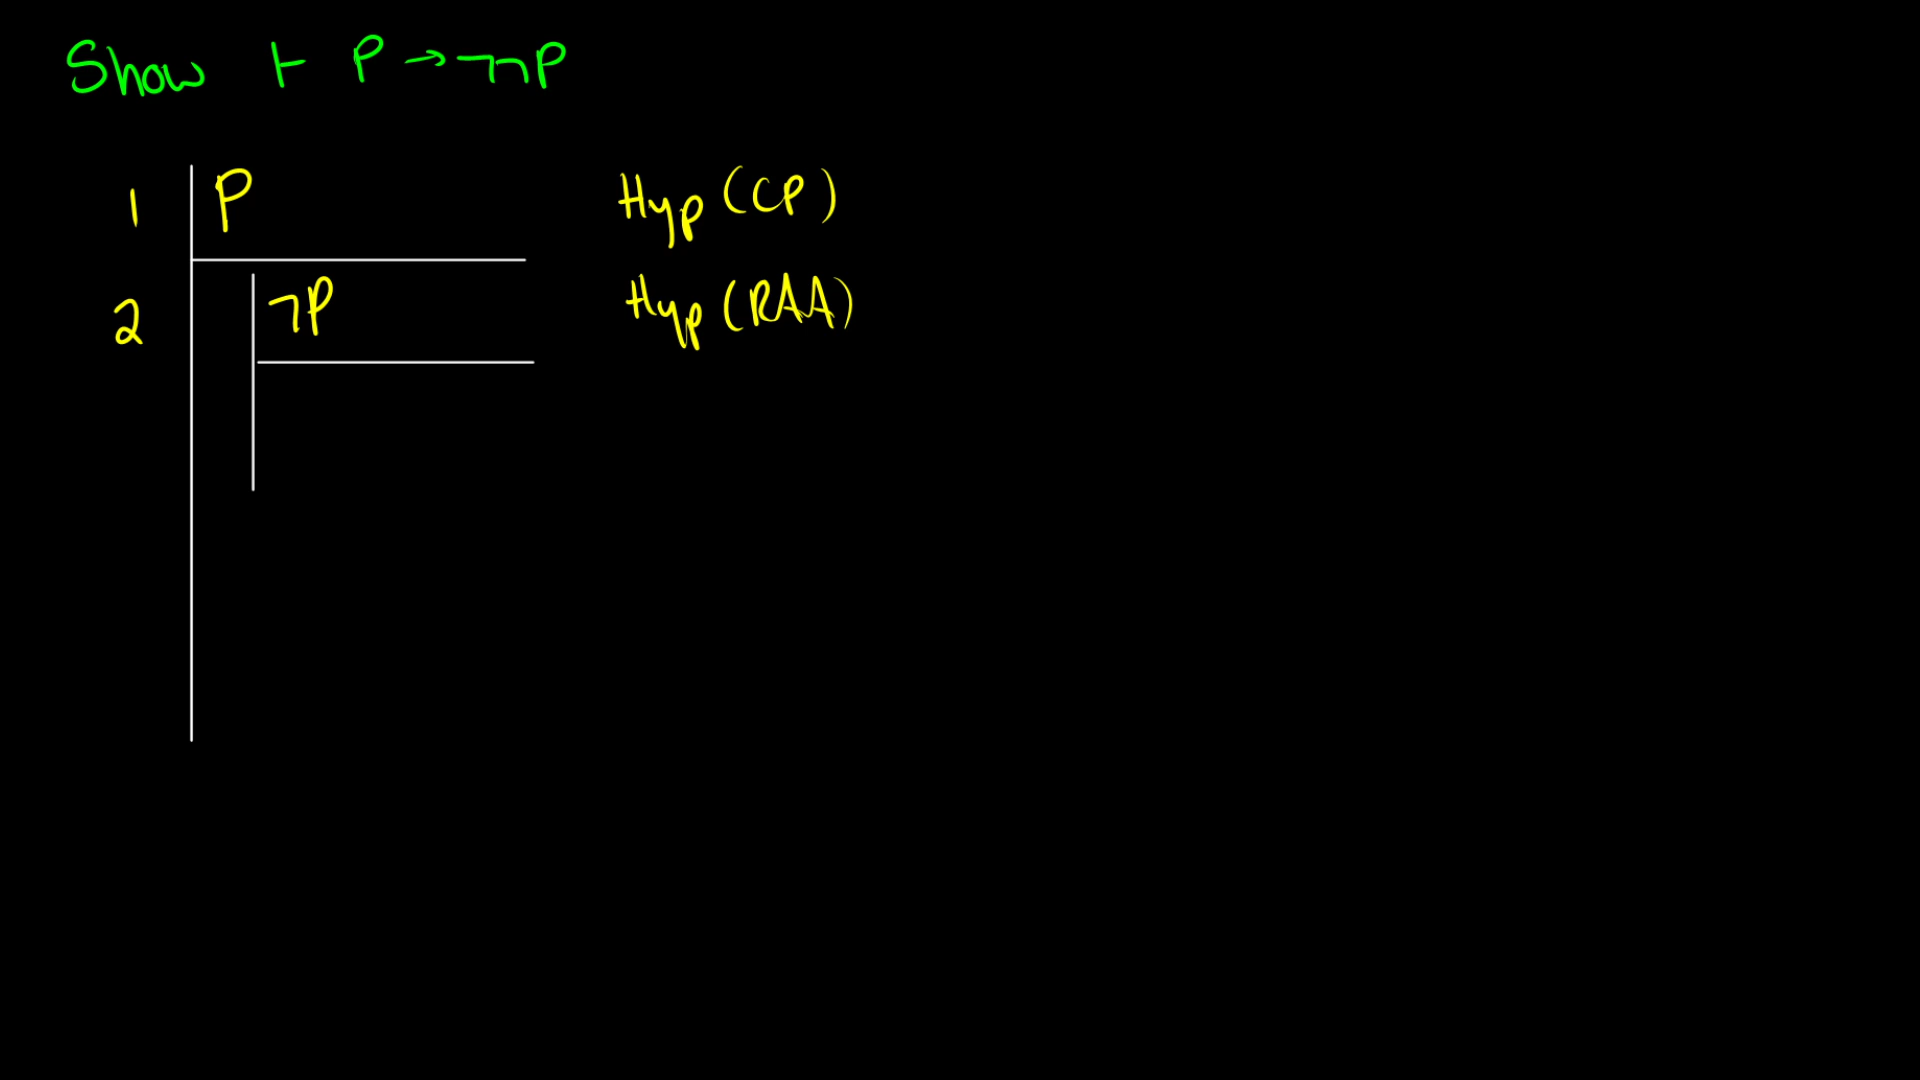 Show ⊢ P → ¬¬P
1 P Hyp (CP)
2 ¬P Hyp (RAA)